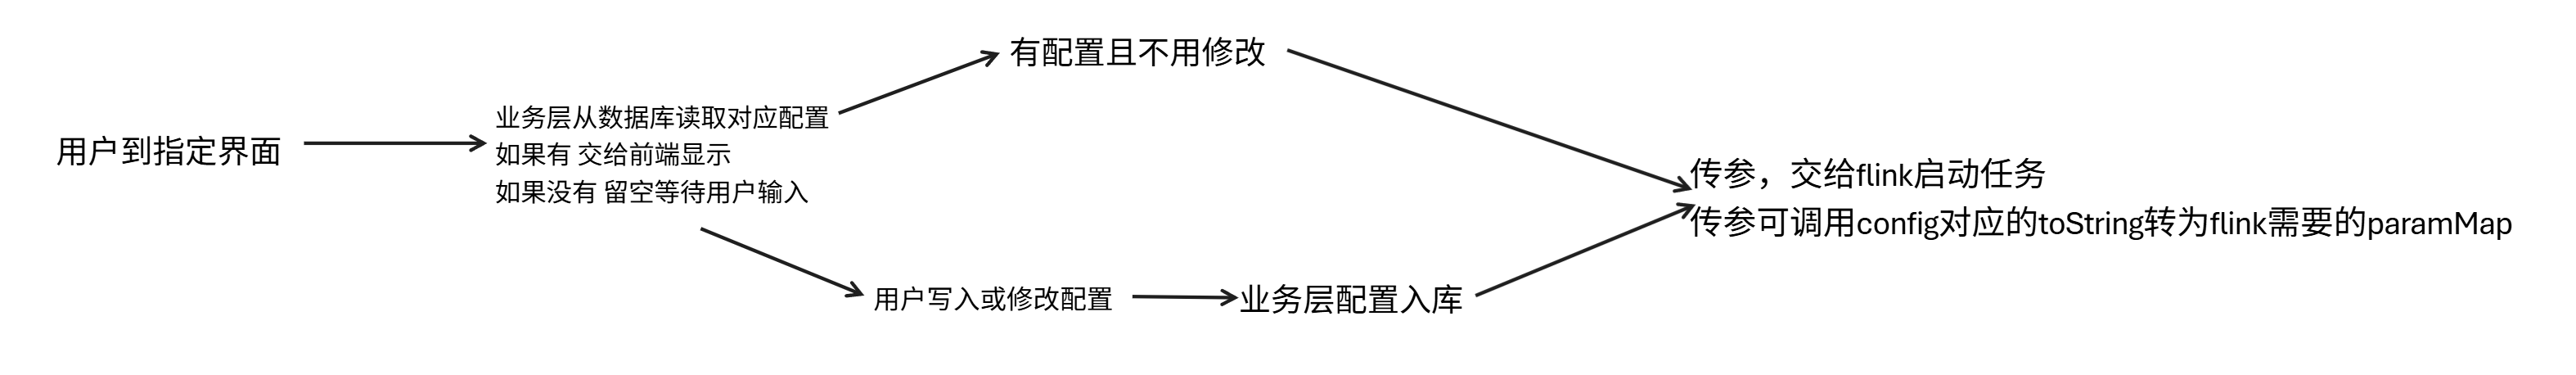 用户到指定界面
业务层从数据库读取对应配置
如果有 交给前端显示
如果没有 留空等待用户输入
有配置且不用修改
用户写入或修改配置
业务层配置入库
传参，交给flink启动任务
传参可调用config对应的toString转为flink需要的paramMap